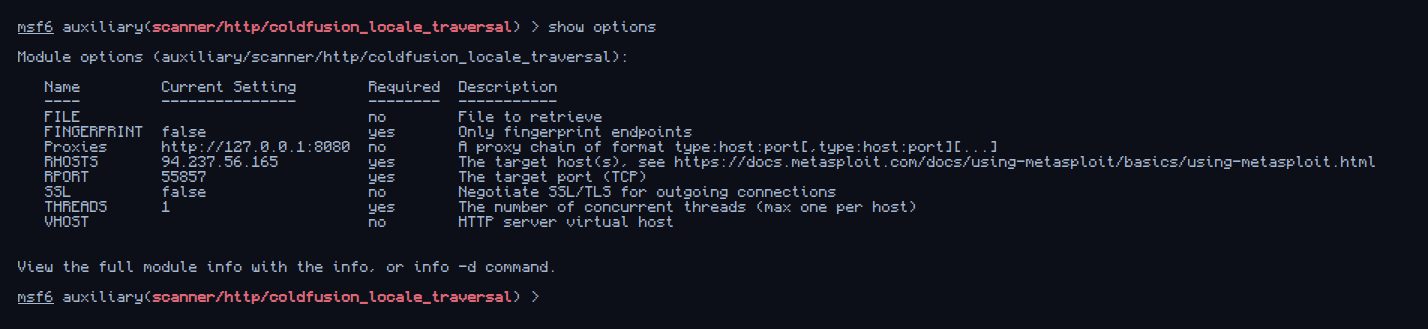 msf6 auxiliary(scanner/http/coldfusion_locale_traversal) > show options
Module options (auxiliary/scanner/http/coldfusion_locale_traversal):
Name Current Setting Required Description
---- --------------- -------- -----------
FILE no File to retrieve
FINGERPRINT false yes Only fingerprint endpoints
Proxies http://127.0.0.1:8080 no A proxy chain of format type:host:port[,type:host:port][...]
RHOSTS 94.237.56.165 yes The target host(s), see https://docs.metasploit.com/docs/using-metasploit/basics/using-metasploit.html
RPORT 55857 yes The target port (TCP)
SSL false no Negotiate SSL/TLS for outgoing connections
THREADS 1 yes The number of concurrent threads (max one per host)
VHOST no HTTP server virtual host
View the full module info with the info, or info -d command.
msf6 auxiliary(scanner/http/coldfusion_locale_traversal) >